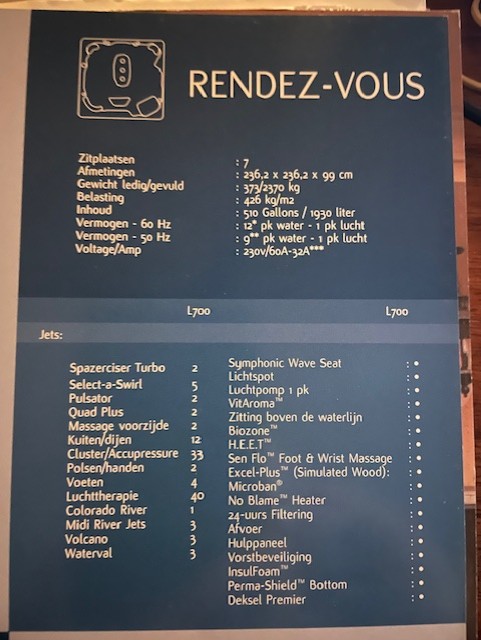 RENDEZ-VOUS
Zitplaatsen : 7
Afmetingen : 236,2 x 236,2 x 99 cm
Gewicht ledig/gevuld : 373/2370 kg
Belasting : 426 kg/m2
Inhoud : 510 Gallons / 1930 liter
Vermogen - 60 Hz : 12* pk water - 1 pk lucht
Vermogen - 50 Hz : 9** pk water - 1 pk lucht
Voltage/Amp : 230v/60A-32A***
L700 L700
Jets:
Spazerciser Turbo 2
Select-a-Swirl 5
Pulsator 2
Quad Plus 2
Massage voorzijde 2
Kuiten/dijen 12
Cluster/Accupressure 33
Polsen/handen 2
Voeten 4
Luchttherapie 40
Colorado River 1
Midi River Jets 3
Volcano 3
Waterval 3
Symphonic Wave Seat : •
Lichtspot : •
Luchtpomp 1 pk : •
VitAroma™ : •
Zitting boven de waterlijn : •
Biozone™ : •
H.E.E.T™ : •
Sen Flo™ Foot & Wrist Massage : •
Excel-Plus™ (Simulated Wood): : •
Microban® : •
No Blame™ Heater : •
24-uurs Filtering : •
Afvoer : •
Hulppaneel : •
Vorstbeveiliging : •
InsulFoam™ : •
Perma-Shield™ Bottom : •
Deksel Premier : •